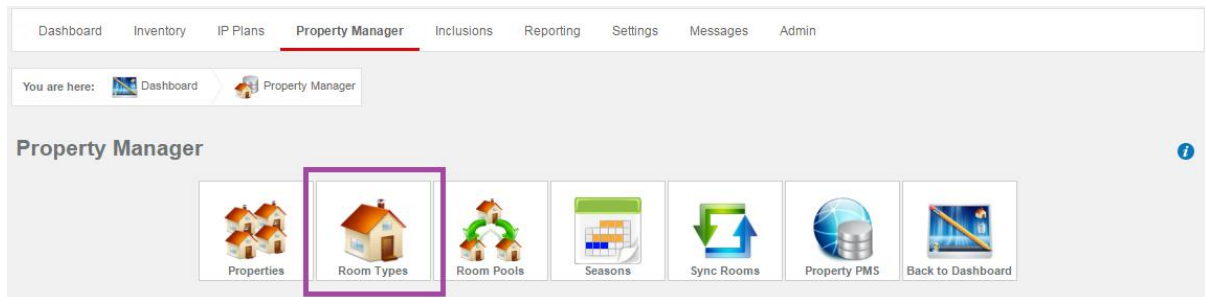 Dashboard Inventory IP Plans Property Manager Inclusions Reporting Settings Messages Admin
You are here: Dashboard Property Manager
Property Manager
Properties Room Types Room Pools Seasons Sync Rooms Property PMS Back to Dashboard